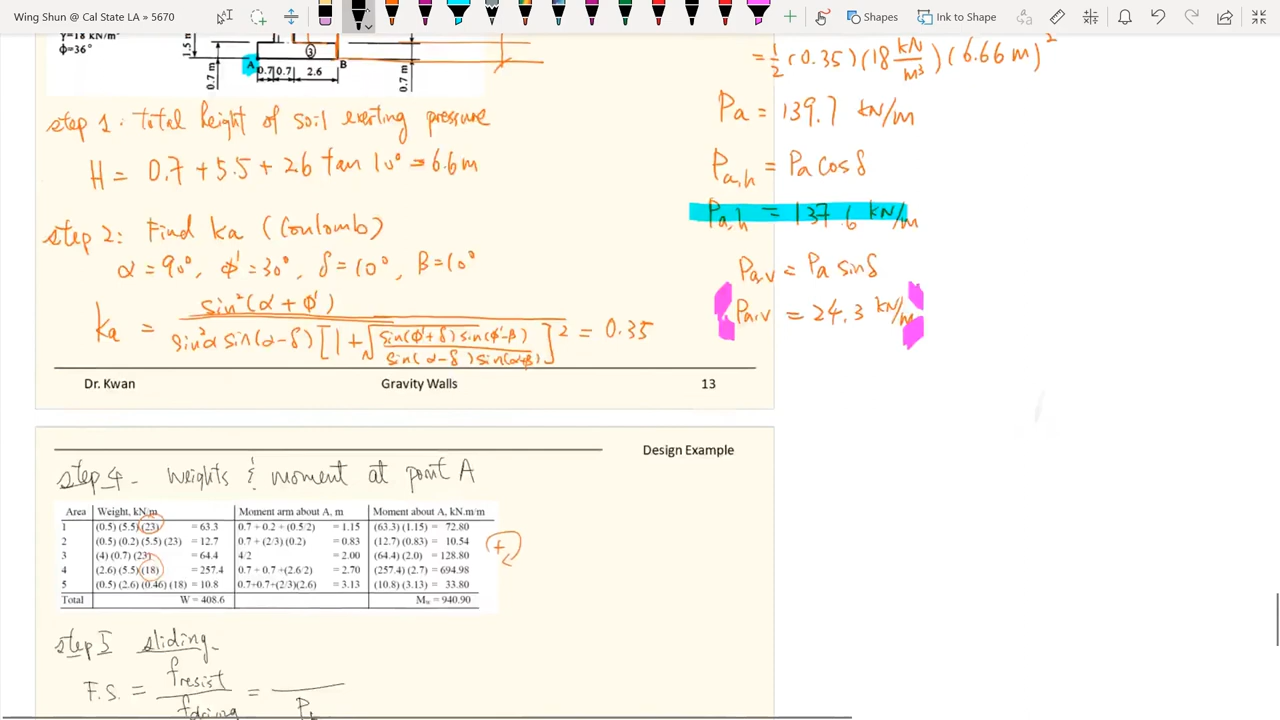 Wing Shun @ Cal State LA » 5670
Shapes
Ink to Shape
γ=18 kN/m³
Φ=36°
1.5 m
③
A
B
0.7
0.7
2.6
0.7 m
0.7 m
step 1. Total height of soil exerting pressure
H = 0.7 + 5.5 + 2.6 tan 10° = 6.6 m
step 2: Find ka (Coulomb)
α = 90°, φ' = 30°, δ = 10°, β = 10°
ka = sin²(α + φ') / sin²α sin(α-δ) [1 + √ sin(φ'+δ) sin(φ'-β) / sin(α-δ) sin(α+β) ]² = 0.35
= 1/2 (0.35) (18 kN/m³) (6.66 m)²
Pa = 139.7 kN/m
Pa,h = Pa cos δ
Pa,h = 137.6 kN/m
Pa,v = Pa sin δ
Pa,v = 24.3 kN/m
Dr. Kwan
Gravity Walls
13
Design Example
step 4. Weights & moment at point A
Area Weight, kN/m Moment arm about A, m Moment about A, kN.m/m
1 (0.5) (5.5) (23) = 63.3 0.7 + 0.2 + (0.5/2) = 1.15 (63.3) (1.15) = 72.80
2 (0.5) (0.2) (5.5) (23) = 12.7 0.7 + (2/3) (0.2) = 0.83 (12.7) (0.83) = 10.54
3 (4) (0.7) (23) = 64.4 4/2 = 2.00 (64.4) (2.0) = 128.80
4 (2.6) (5.5) (18) = 257.4 0.7 + 0.7 +(2.6/2) = 2.70 (257.4) (2.7) = 694.98
5 (0.5) (2.6) (0.46) (18) = 10.8 0.7+0.7+(2/3)(2.6) = 3.13 (10.8) (3.13) = 33.80
Total W = 408.6 = 940.90
+
step 5 sliding.
F.S. = fresist / fdriving =